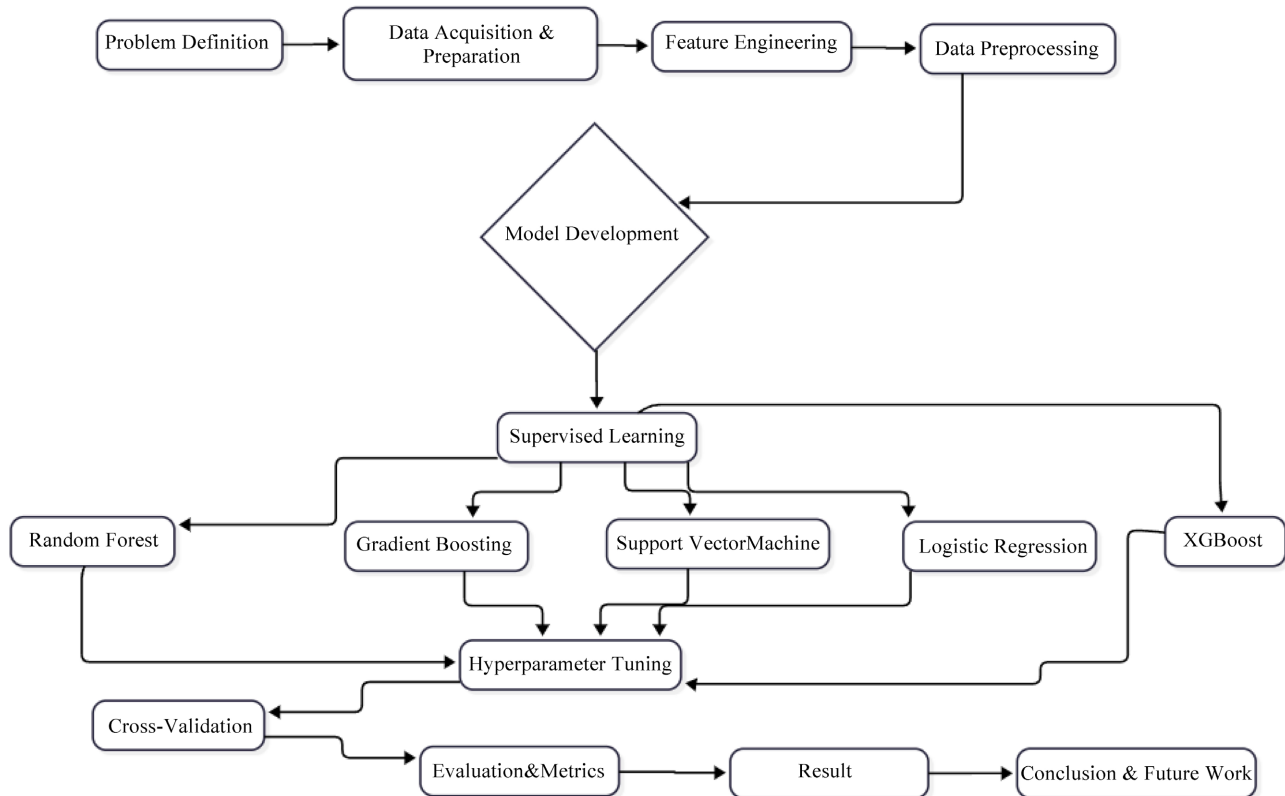 Problem Definition
Data Acquisition &
Preparation
Feature Engineering
Data Preprocessing
Model Development
Supervised Learning
Random Forest
Gradient Boosting
Support VectorMachine
Logistic Regression
XGBoost
Hyperparameter Tuning
Cross-Validation
Evaluation&Metrics
Result
Conclusion & Future Work